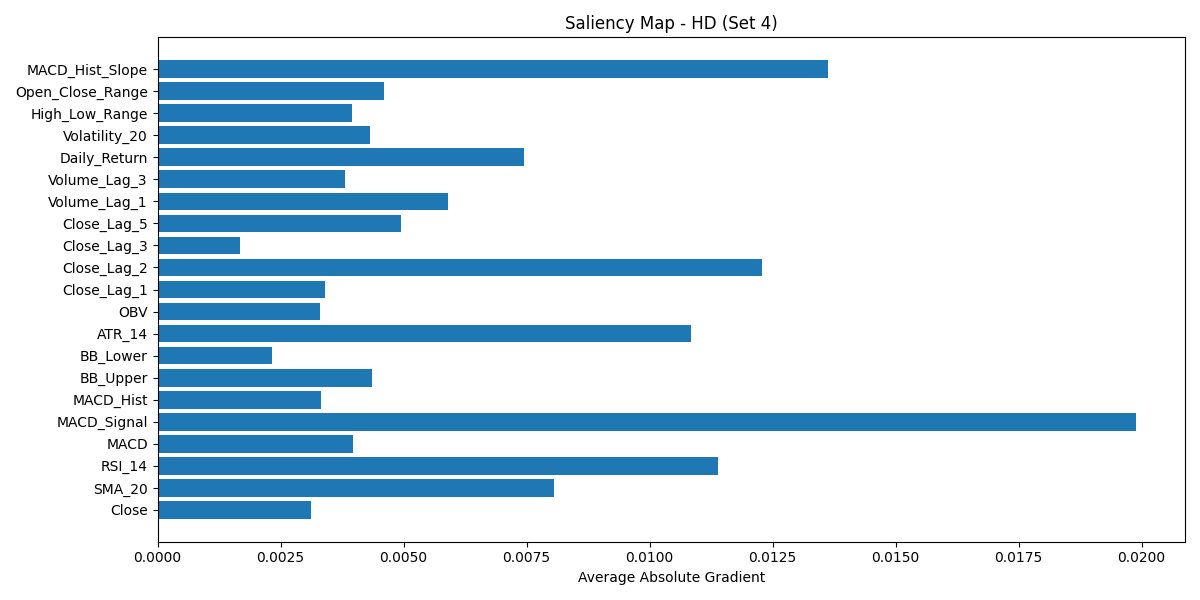 Saliency Map - HD (Set 4)
MACD_Hist_Slope
Open_Close_Range
High_Low_Range
Volatility_20
Daily_Return
Volume_Lag_3
Volume_Lag_1
Close_Lag_5
Close_Lag_3
Close_Lag_2
Close_Lag_1
OBV
ATR_14
BB_Lower
BB_Upper
MACD_Hist
MACD_Signal
MACD
RSI_14
SMA_20
Close
0.0000 0.0025 0.0050 0.0075 0.0100 0.0125 0.0150 0.0175 0.0200
Average Absolute Gradient